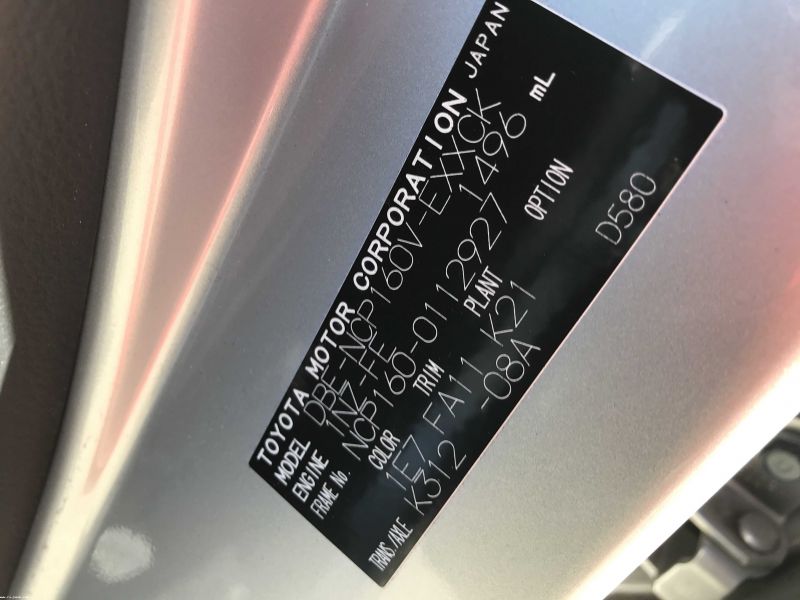 TOYOTA MOTOR CORPORATION JAPAN
MODEL DBE-NCP160V-EXXCK
ENGINE 1NZ-FE 1496 mL
FRAME No. NCP160-0112927
COLOR TRIM PLANT OPTION
1E7 FA11 K21
TRANS./AXLE K312 -08A D580